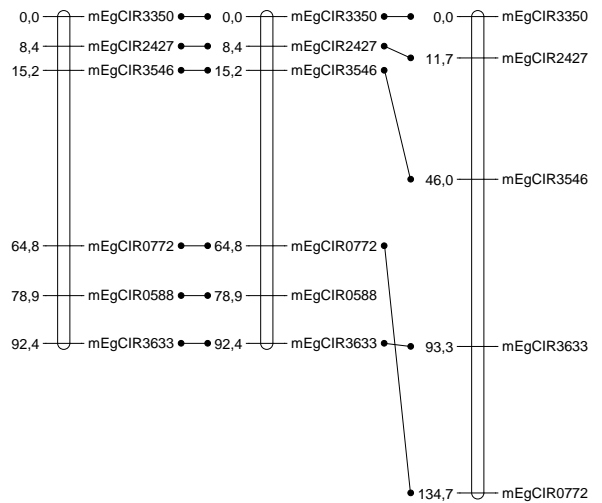 0,0 mEgCIR3350 0,0 mEgCIR3350 0,0 mEgCIR3350
8,4 mEgCIR2427 8,4 mEgCIR2427 11,7 mEgCIR2427
15,2 mEgCIR3546 15,2 mEgCIR3546
46,0 mEgCIR3546
64,8 mEgCIR0772 64,8 mEgCIR0772
78,9 mEgCIR0588 78,9 mEgCIR0588
92,4 mEgCIR3633 92,4 mEgCIR3633 93,3 mEgCIR3633
134,7 mEgCIR0772